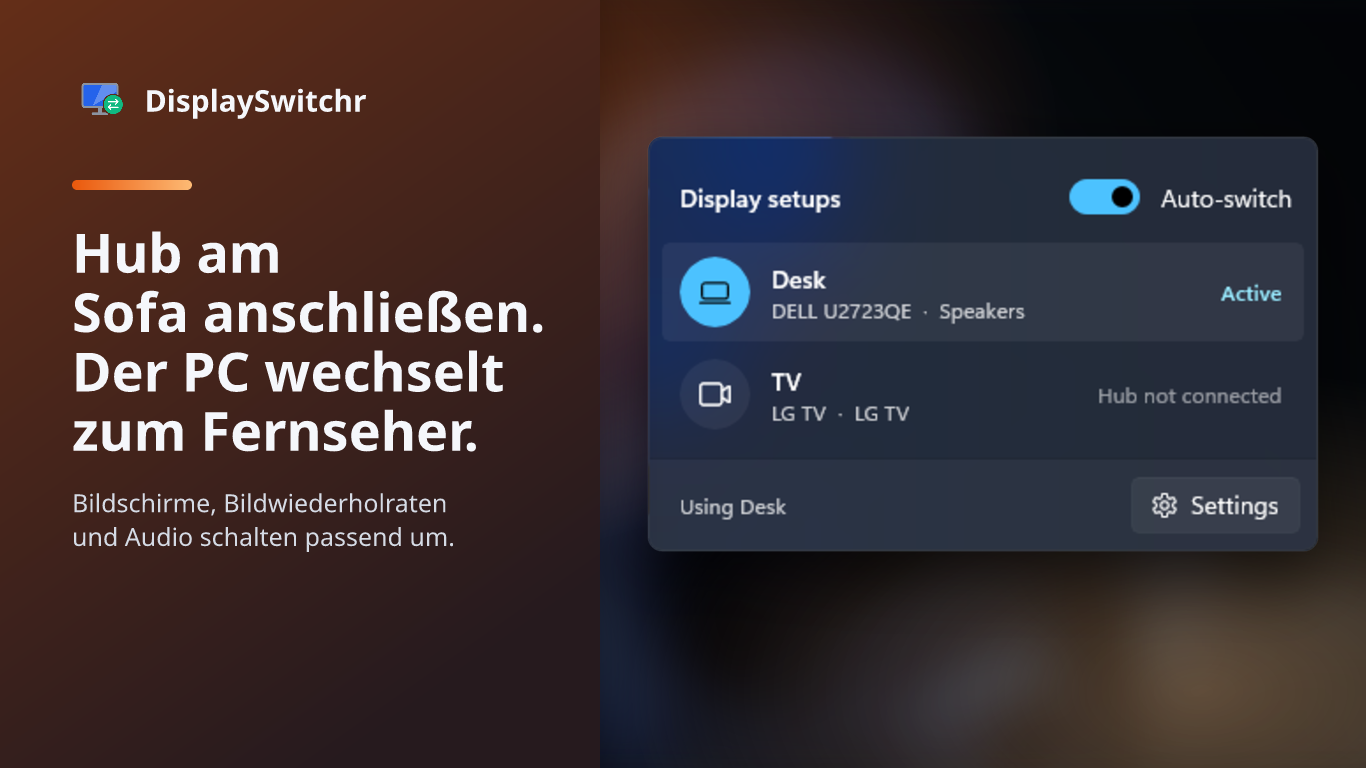 DisplaySwitchr
Hub am
Sofa anschließen.
Der PC wechselt
zum Fernseher.
Bildschirme, Bildwiederholraten
und Audio schalten passend um.
Display setups
Auto-switch
Desk
DELL U2723QE · Speakers
Active
TV
LG TV · LG TV
Hub not connected
Using Desk
Settings